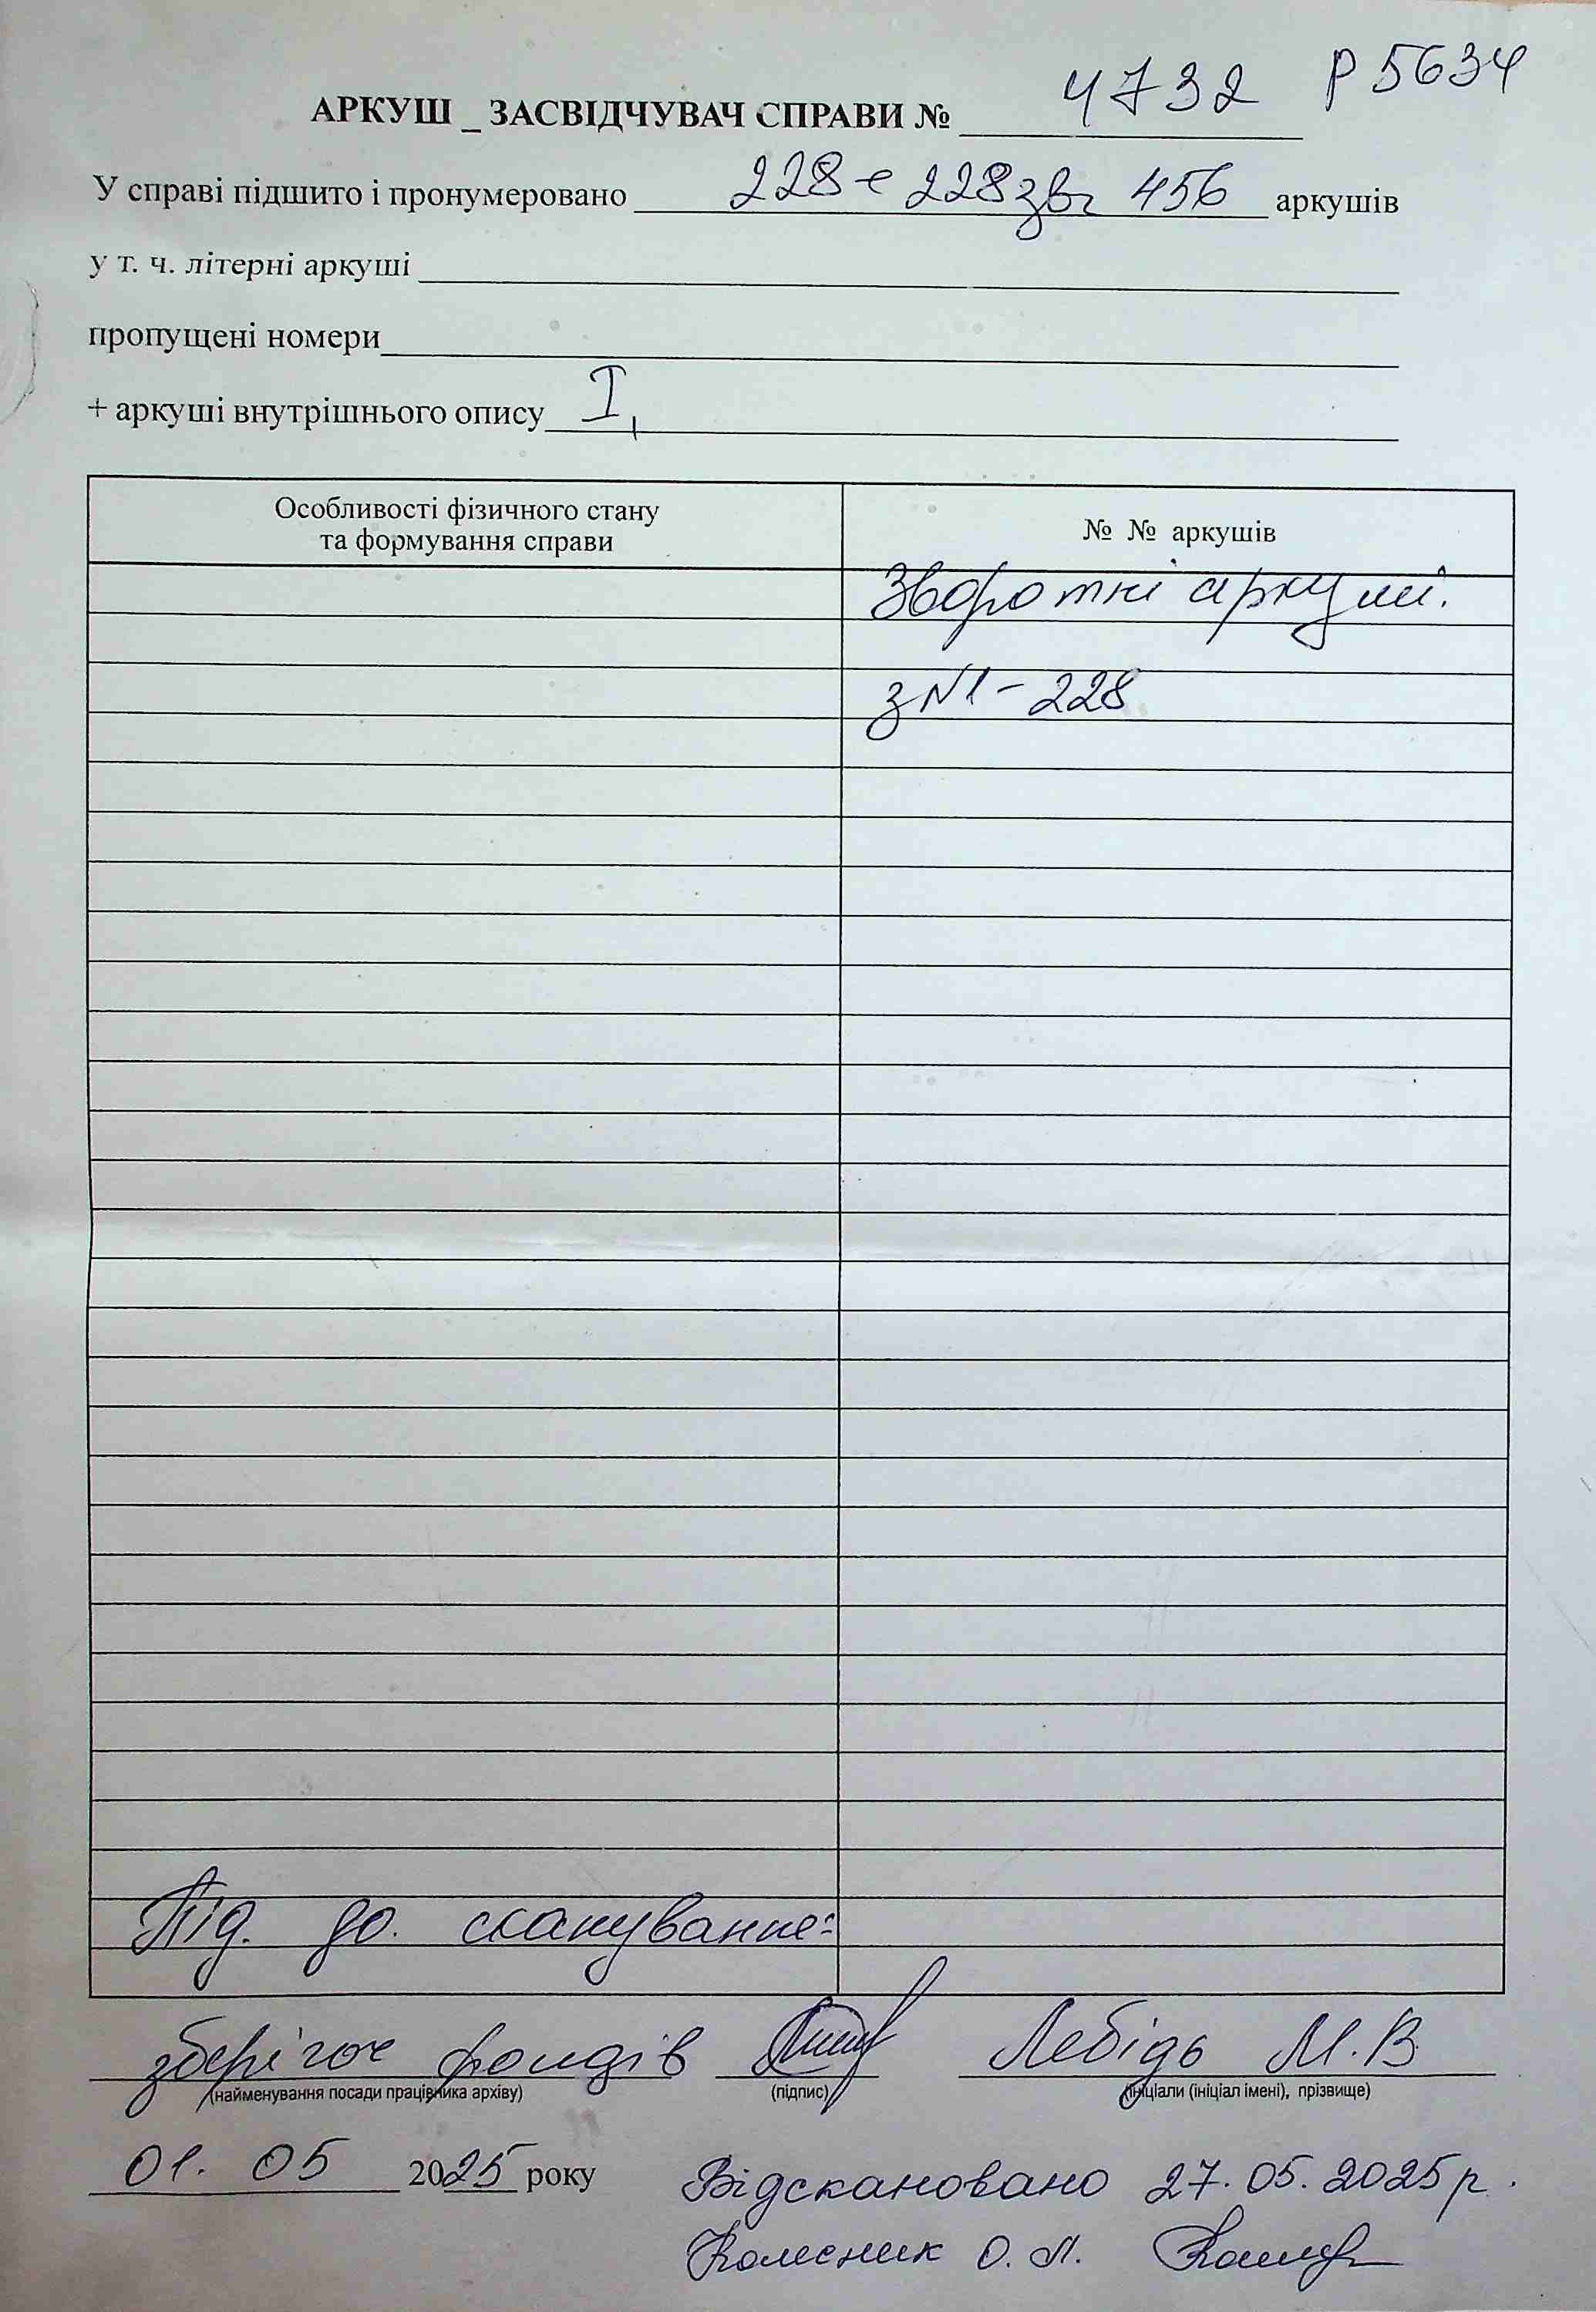 АРКУШ _ ЗАСВІДЧУВАЧ СПРАВИ № 4732 Р 5634
У справі підшито і пронумеровано 228 + 228 зв, 456 аркушів
у т. ч. літерні аркуші
пропущені номери
+ аркуші внутрішнього опису I,
Особливості фізичного стану
та формування справи
№ № аркушів
Зворотні аркуші.
з №1 - 228
Під. до. сканування:
зберігач фондів Лебідь М. В
(найменування посади працівника архіву) (підпис) (ініціали (ініціал імені), прізвище)
01. 05 2025 року
Відскановано 27.05.2025 р.
Колесник О. Л.